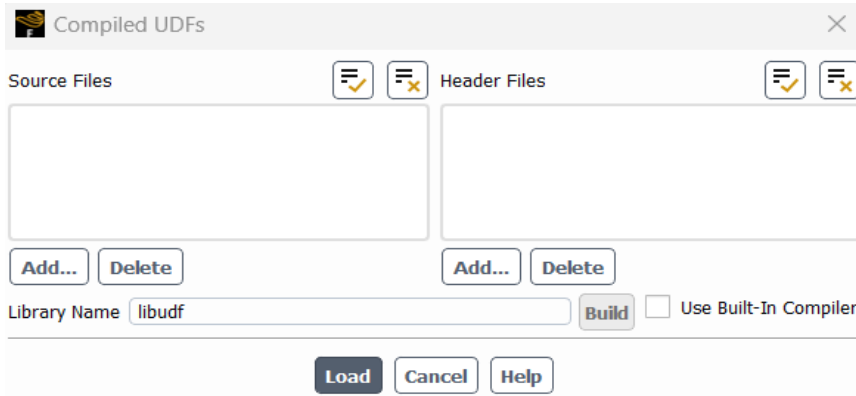 Compiled UDFs
Source Files
Header Files
Add... Delete
Add... Delete
Library Name libudf Build Use Built-In Compiler
Load Cancel Help